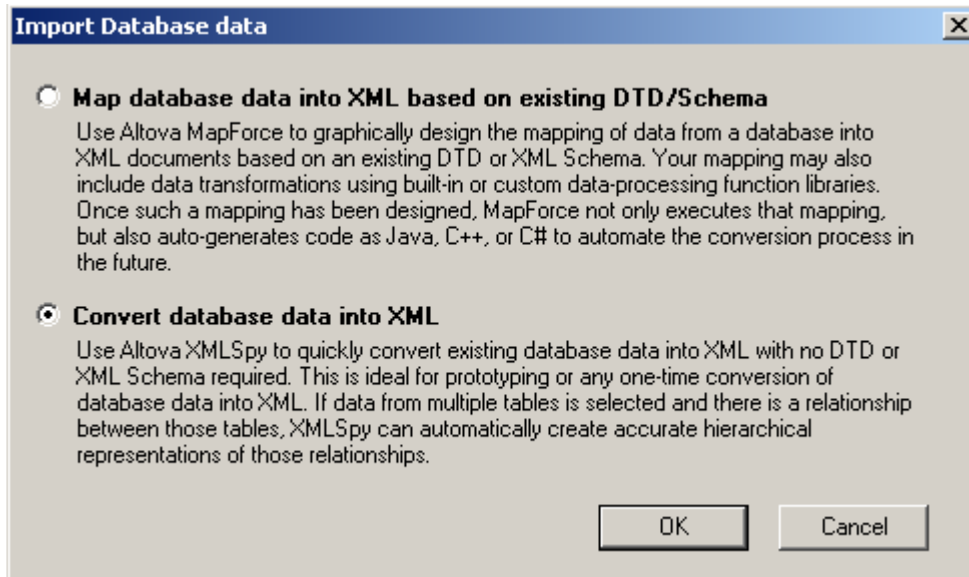 Import Database data
Map database data into XML based on existing DTD/Schema
Use Altova MapForce to graphically design the mapping of data from a database into
XML documents based on an existing DTD or XML Schema. Your mapping may also
include data transformations using built-in or custom data-processing function libraries.
Once such a mapping has been designed, MapForce not only executes that mapping,
but also auto-generates code as Java, C++, or C# to automate the conversion process in
the future.
Convert database data into XML
Use Altova XMLSpy to quickly convert existing database data into XML with no DTD or
XML Schema required. This is ideal for prototyping or any one-time conversion of
database data into XML. If data from multiple tables is selected and there is a relationship
between those tables, XMLSpy can automatically create accurate hierarchical
representations of those relationships.
OK
Cancel